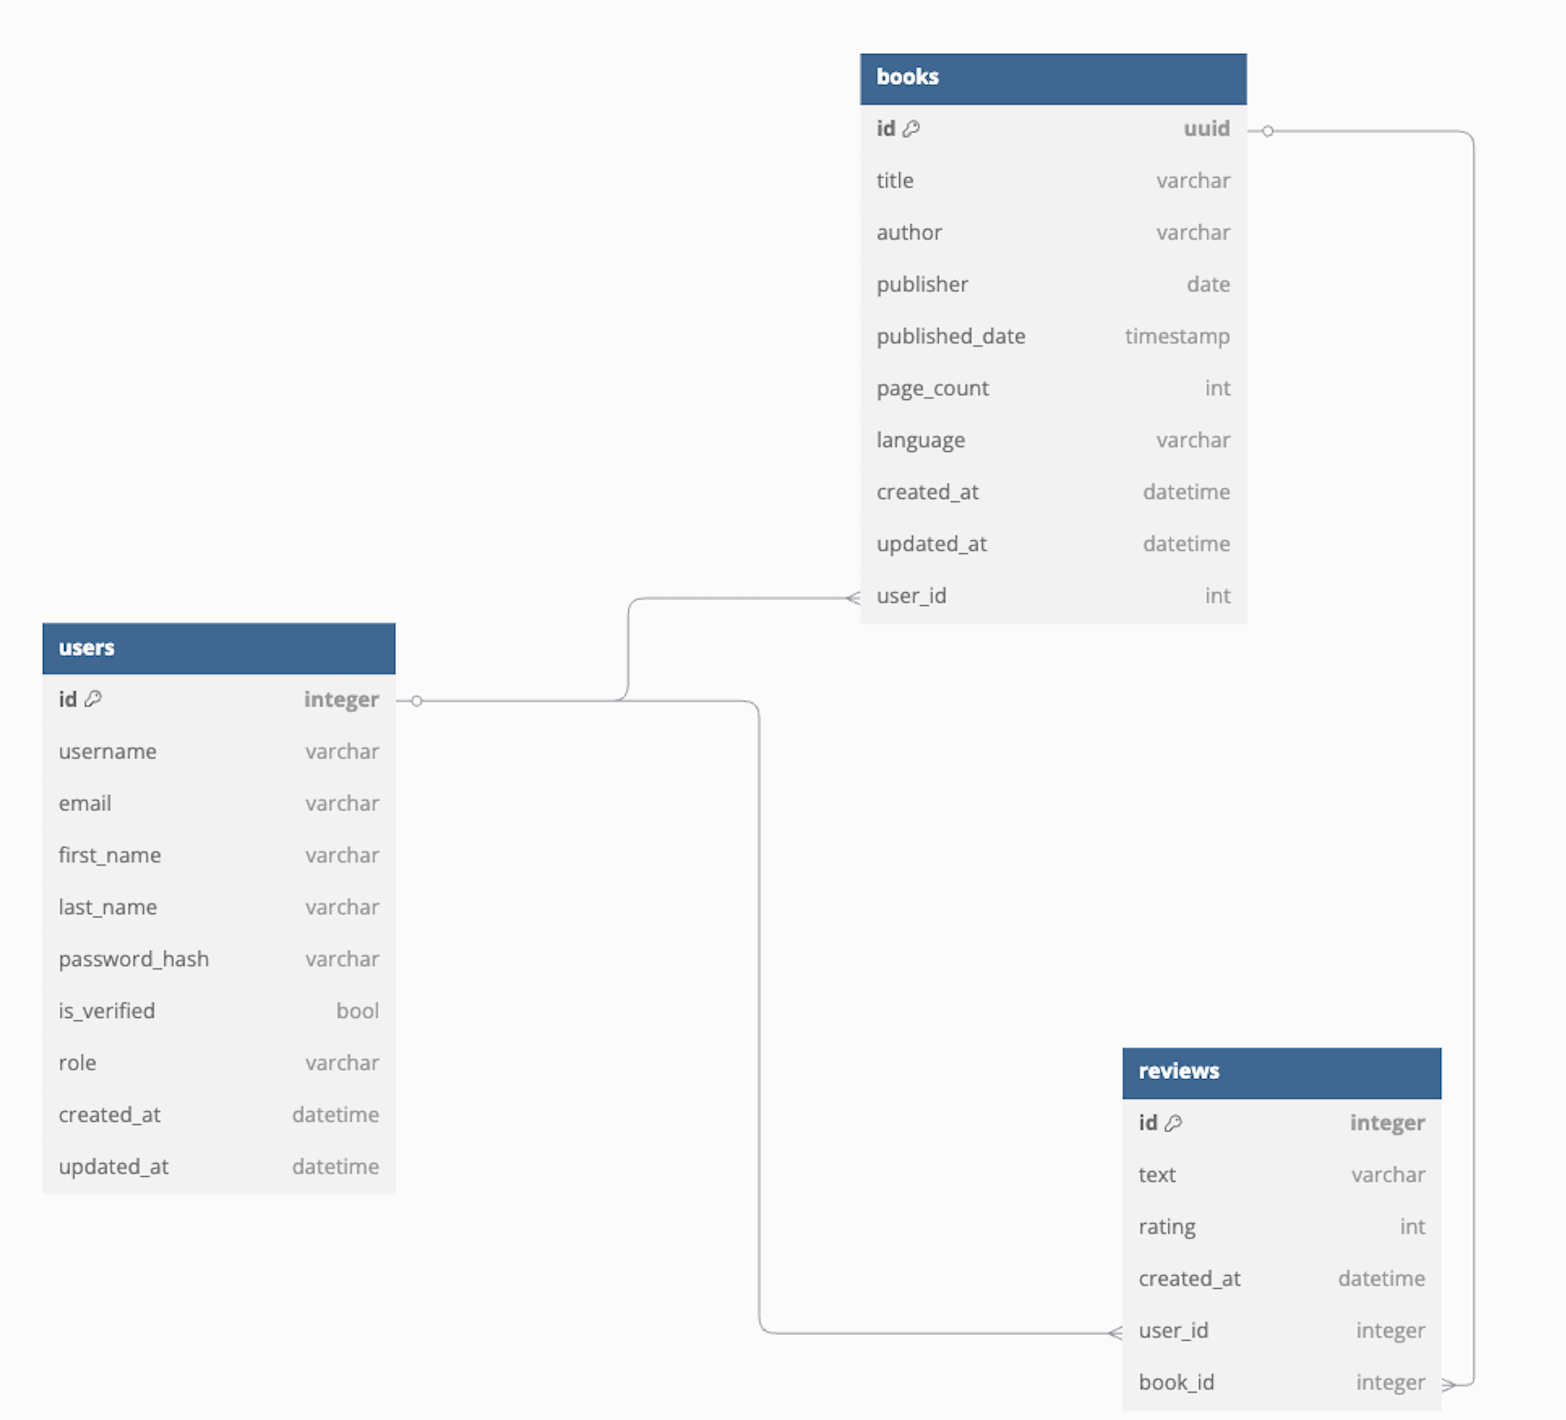 books
id uuid
title varchar
author varchar
publisher date
published_date timestamp
page_count int
language varchar
created_at datetime
updated_at datetime
user_id int
users
id integer
username varchar
email varchar
first_name varchar
last_name varchar
password_hash varchar
is_verified bool
role varchar
created_at datetime
updated_at datetime
reviews
id integer
text varchar
rating int
created_at datetime
user_id integer
book_id integer